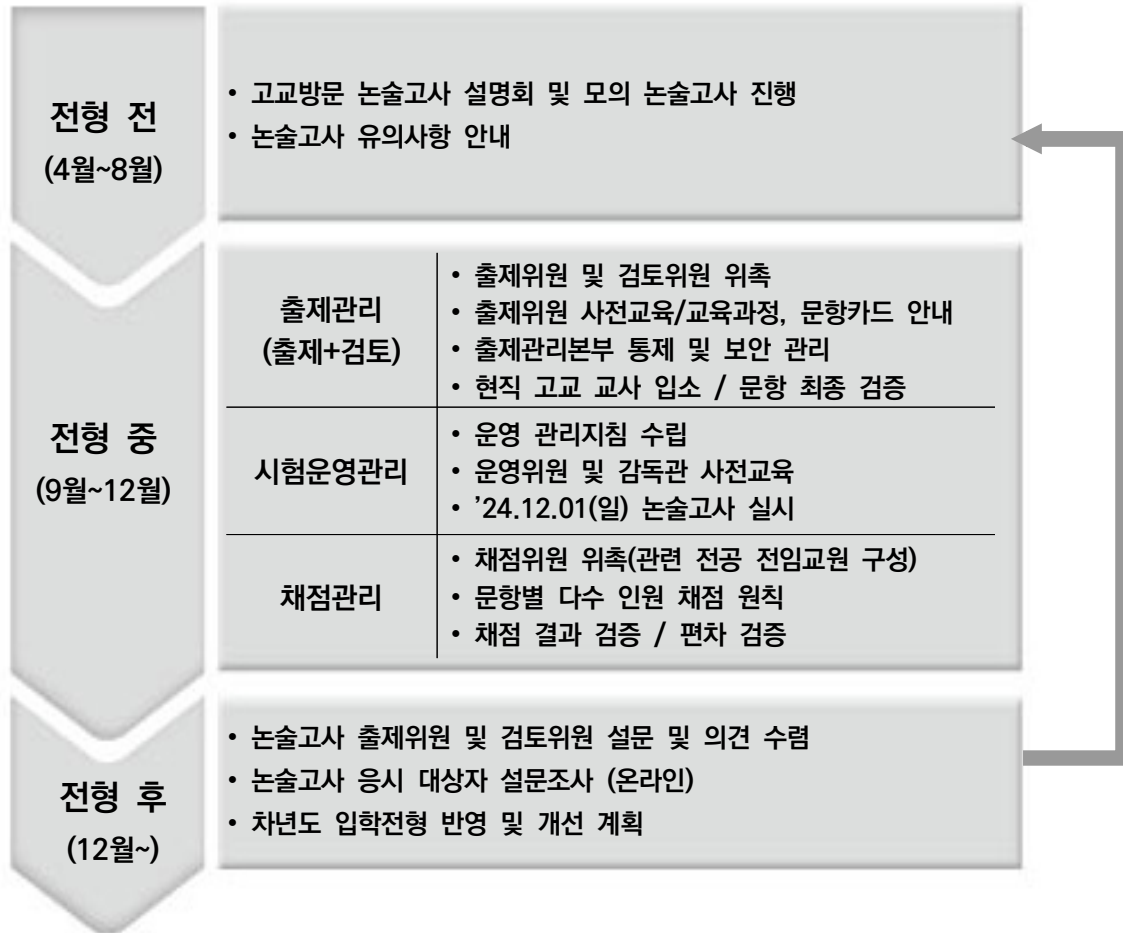 전형 전
(4월~8월)
• 고교방문 논술고사 설명회 및 모의 논술고사 진행
• 논술고사 유의사항 안내
전형 중
(9월~12월)
출제관리
(출제+검토)
• 출제위원 및 검토위원 위촉
• 출제위원 사전교육/교육과정, 문항카드 안내
• 출제관리본부 통제 및 보안 관리
• 현직 고교 교사 입소 / 문항 최종 검증
시험운영관리
• 운영 관리지침 수립
• 운영위원 및 감독관 사전교육
• ’24.12.01(일) 논술고사 실시
채점관리
• 채점위원 위촉(관련 전공 전임교원 구성)
• 문항별 다수 인원 채점 원칙
• 채점 결과 검증 / 편차 검증
전형 후
(12월~)
• 논술고사 출제위원 및 검토위원 설문 및 의견 수렴
• 논술고사 응시 대상자 설문조사 (온라인)
• 차년도 입학전형 반영 및 개선 계획